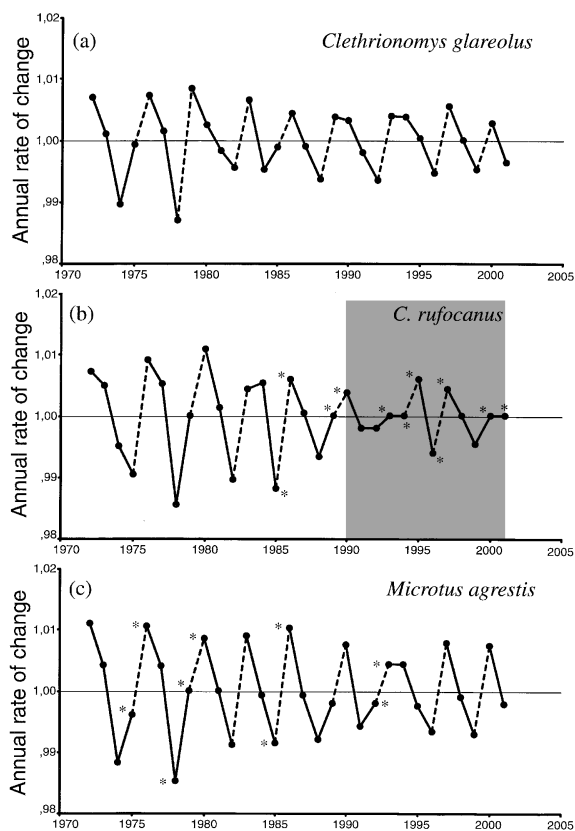 1,02
(a) Clethrionomys glareolus
1,01
1,00
,99
,98
Annual rate of change
1970 1975 1980 1985 1990 1995 2000 2005
1,02
(b) C. rufocanus
1,01
* * * *
1,00
* * * * *
,99
* *
,98
Annual rate of change
1970 1975 1980 1985 1990 1995 2000 2005
1,02
(c) Microtus agrestis
1,01
* * *
1,00
* * * *
,99
* *
,98
Annual rate of change
1970 1975 1980 1985 1990 1995 2000 2005